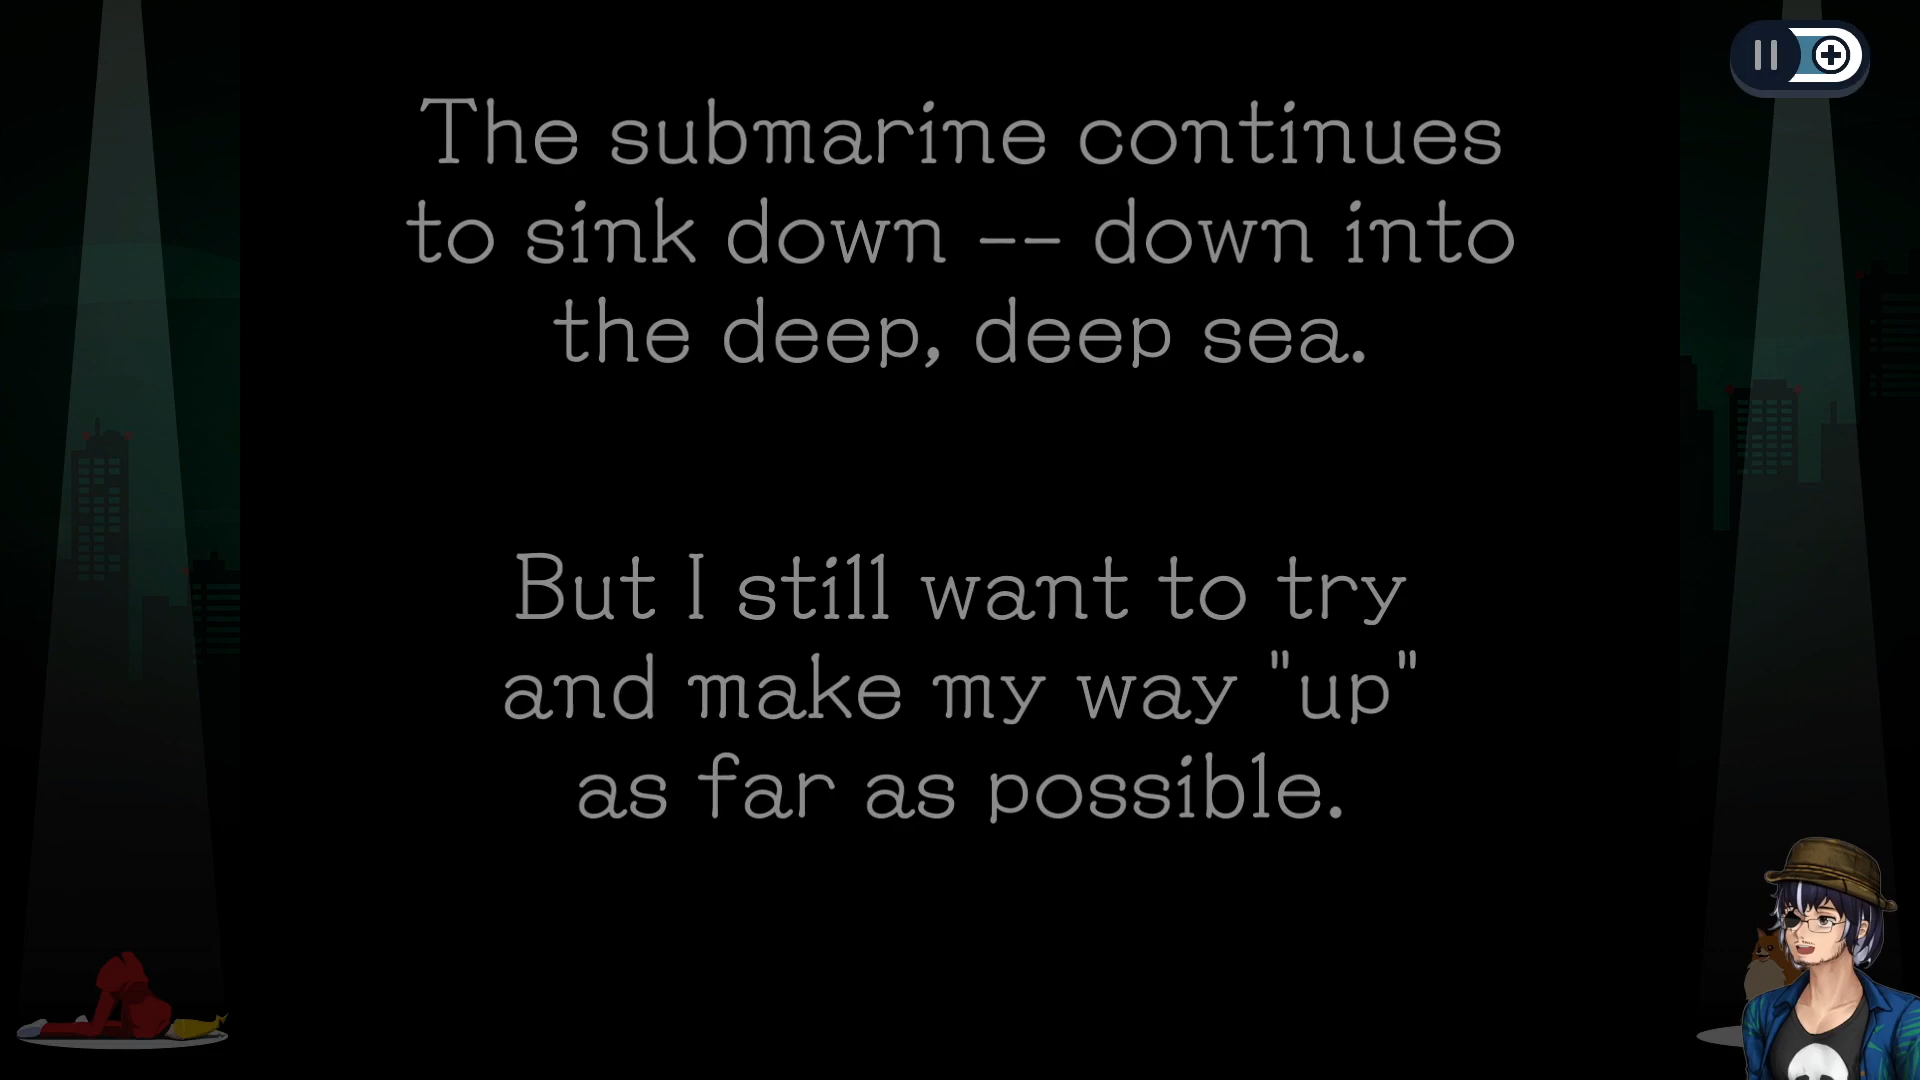 The submarine continues
to sink down -- down into
the deep, deep sea.
But I still want to try
and make my way "up"
as far as possible.